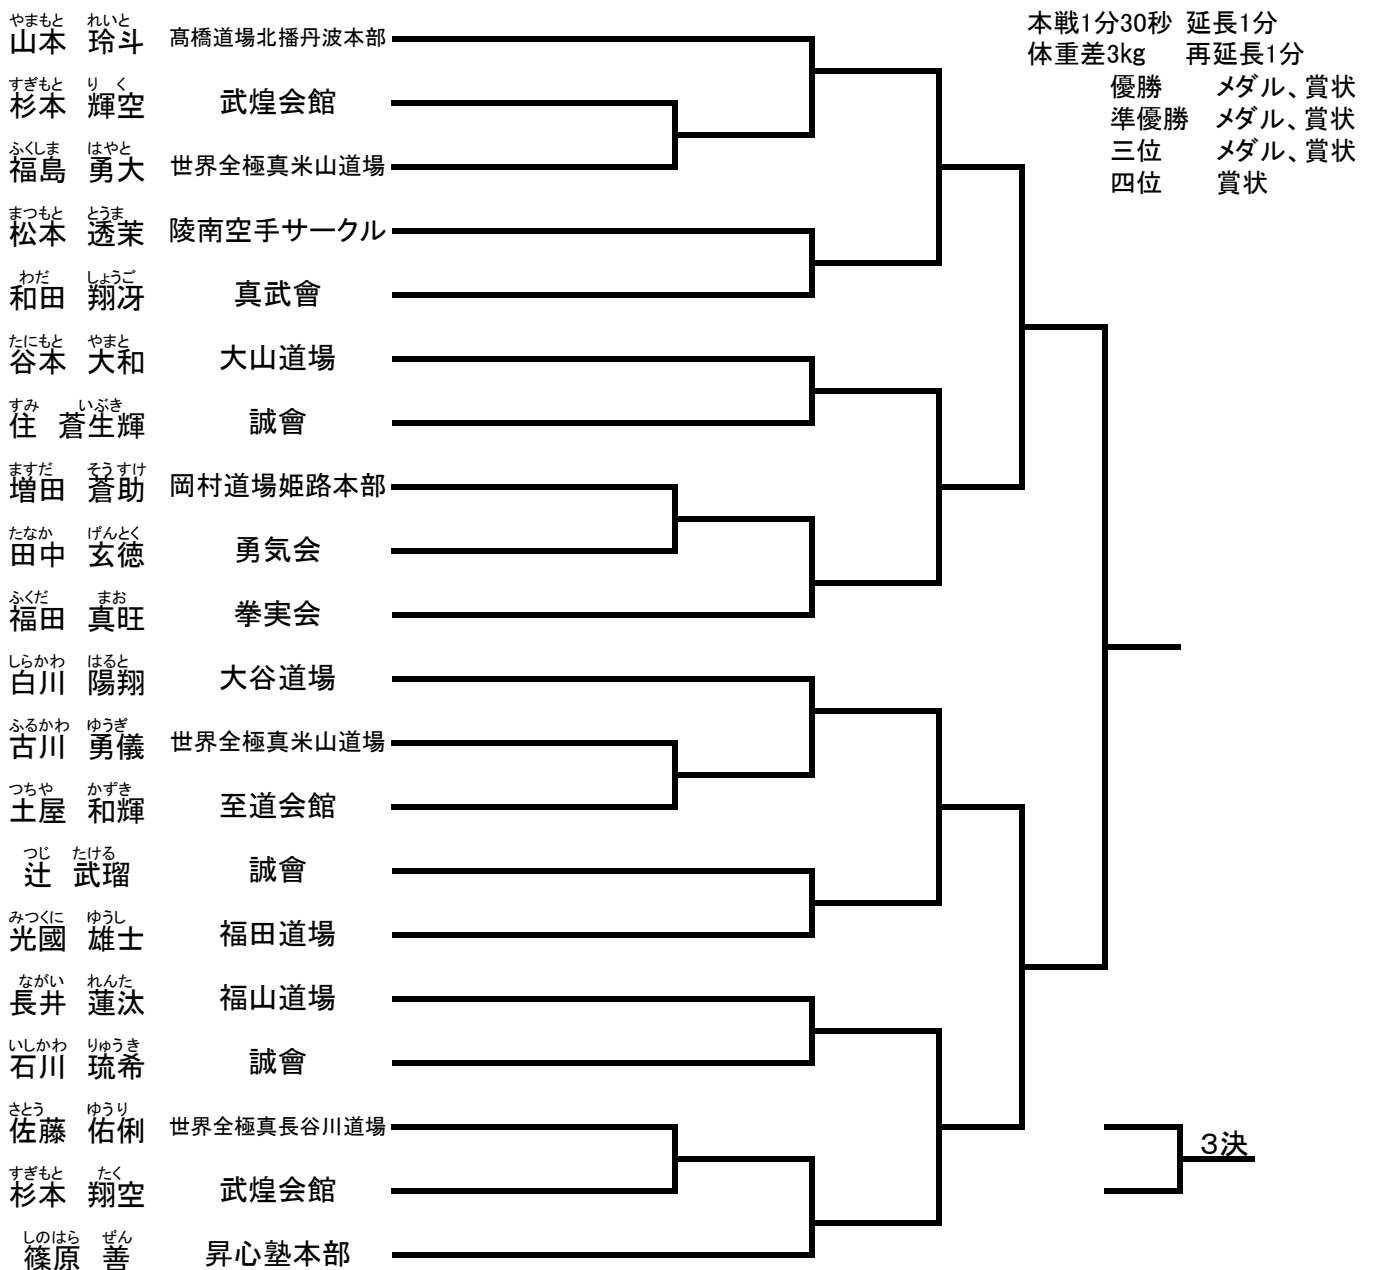 やまもと れいと
山本 玲斗 髙橋道場北播丹波本部
すぎもと りく
杉本 輝空 武煌会館
ふくしま はやと
福島 勇大 世界全極真米山道場
まつもと とうま
松本 透茉 陵南空手サークル
わだ しょうご
和田 翔冴 真武會
たにもと やまと
谷本 大和 大山道場
すみ いぶき
住 蒼生輝 誠會
ますだ そうすけ
増田 蒼助 岡村道場姫路本部
たなか げんとく
田中 玄徳 勇気会
ふくだ まお
福田 真旺 拳実会
しらかわ はると
白川 陽翔 大谷道場
ふるかわ ゆうぎ
古川 勇儀 世界全極真米山道場
つちや かずき
土屋 和輝 至道会館
つじ たける
辻 武瑠 誠會
みつくに ゆうし
光國 雄士 福田道場
ながい れんた
長井 蓮汰 福山道場
いしかわ りゅうき
石川 琉希 誠會
さとう ゆうり
佐藤 佑俐 世界全極真長谷川道場
すぎもと たく
杉本 翔空 武煌会館
しのはら ぜん
篠原 善 昇心塾本部
本戦1分30秒 延長1分
体重差3kg 再延長1分
優勝 メダル、賞状
準優勝 メダル、賞状
三位 メダル、賞状
四位 賞状
3決